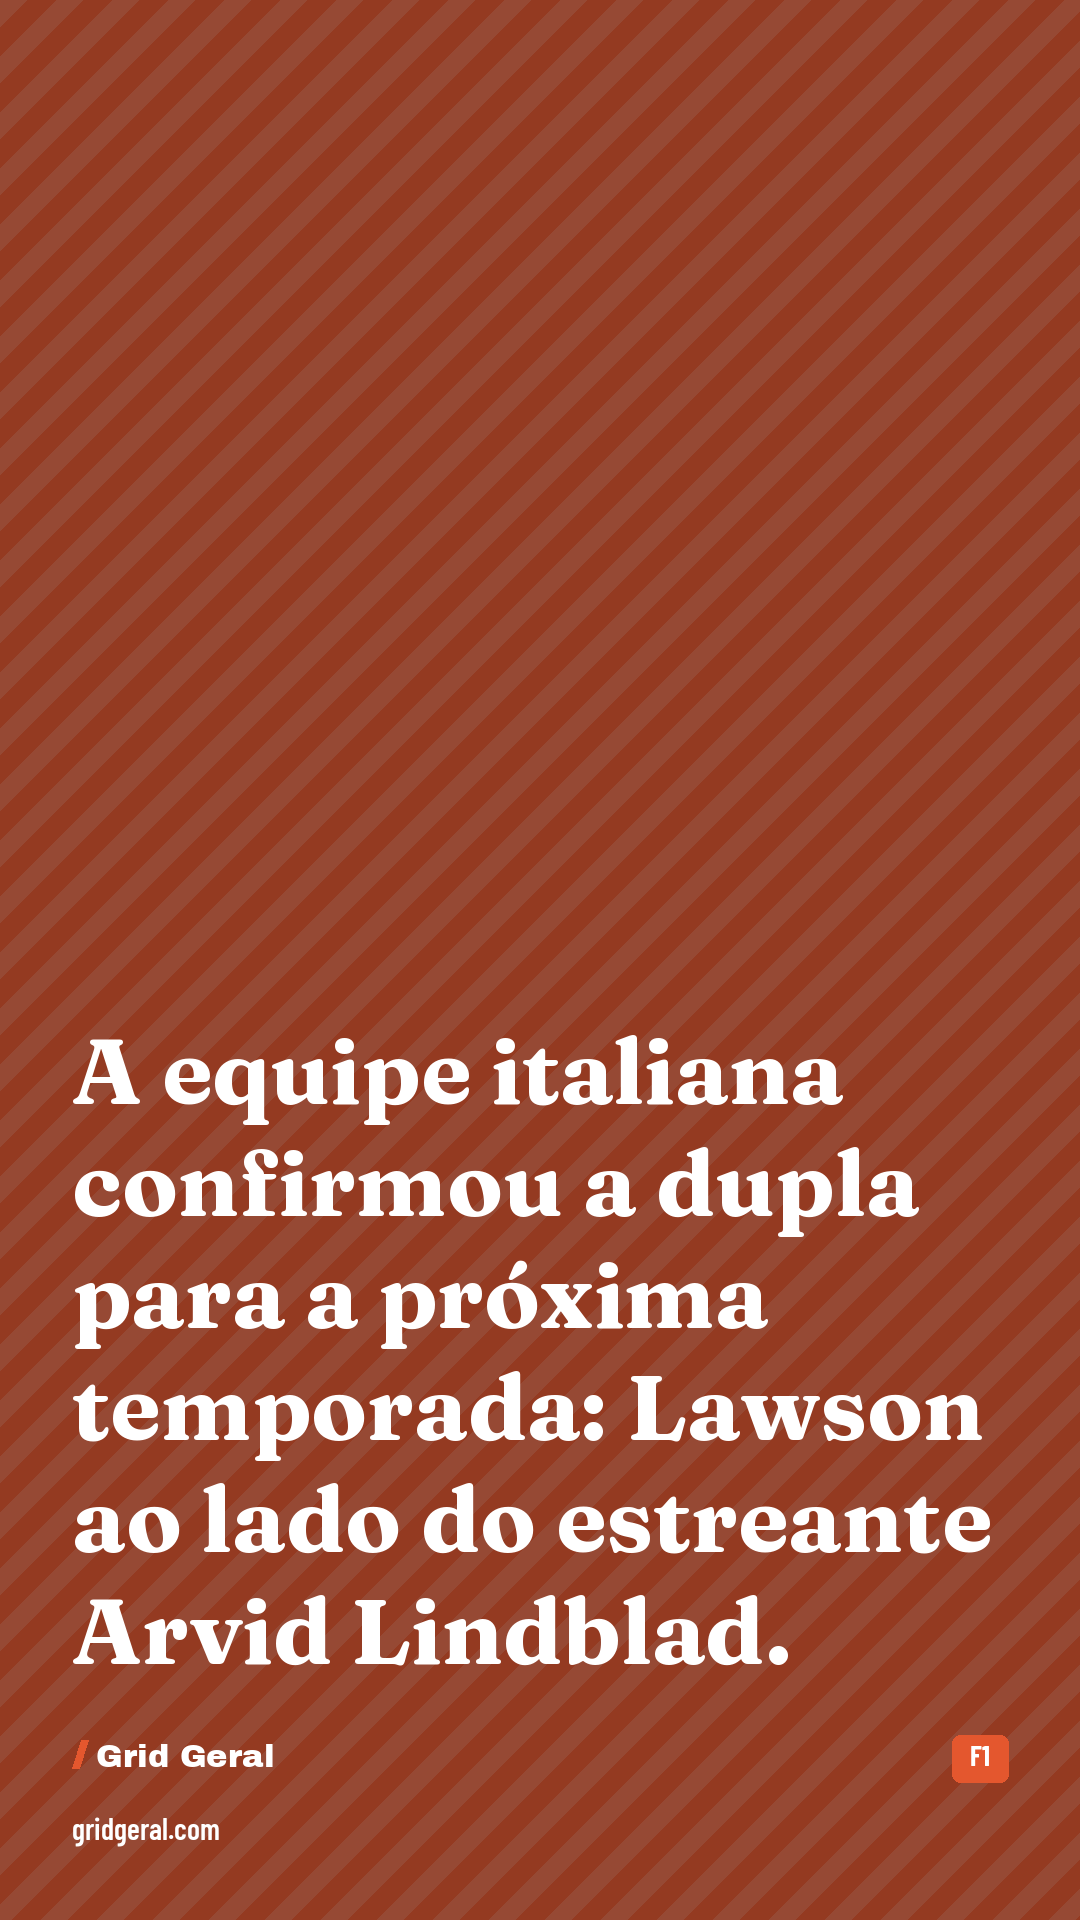 A equipe italiana
confirmou a dupla
para a próxima
temporada: Lawson
ao lado do estreante
Arvid Lindblad.
/ Grid Geral
F1
gridgeral.com